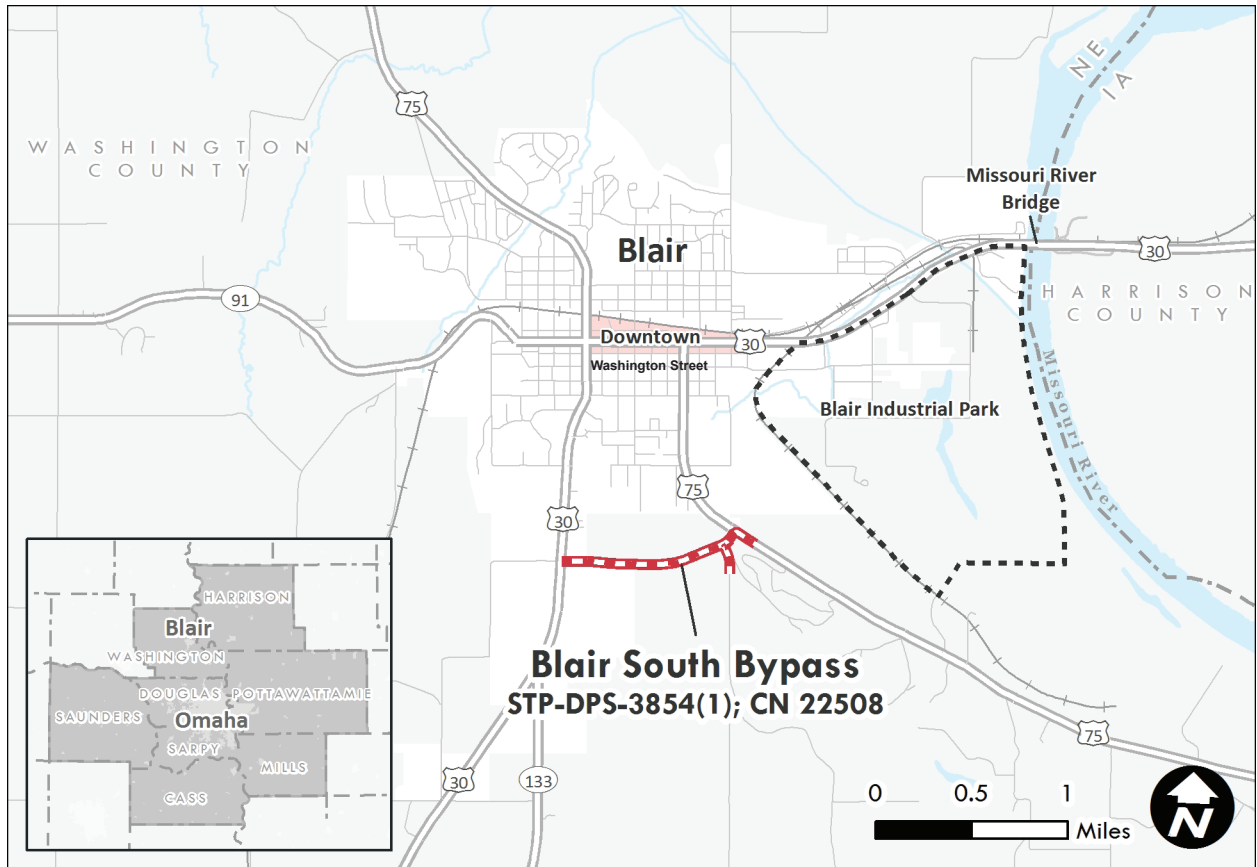 75
WASHINGTON
COUNTY
NE
IA
Missouri River
Bridge
Blair
30
HARRISON
COUNTY
91
Downtown
30
Washington Street
Blair Industrial Park
Missouri River
75
30
Blair South Bypass
STP-DPS-3854(1); CN 22508
HARRISON
Blair
WASHINGTON
DOUGLAS
POTTAWATTAMIE
SAUNDERS
Omaha
SARPY
MILLS
CASS
75
30
133
0 0.5 1
Miles
N